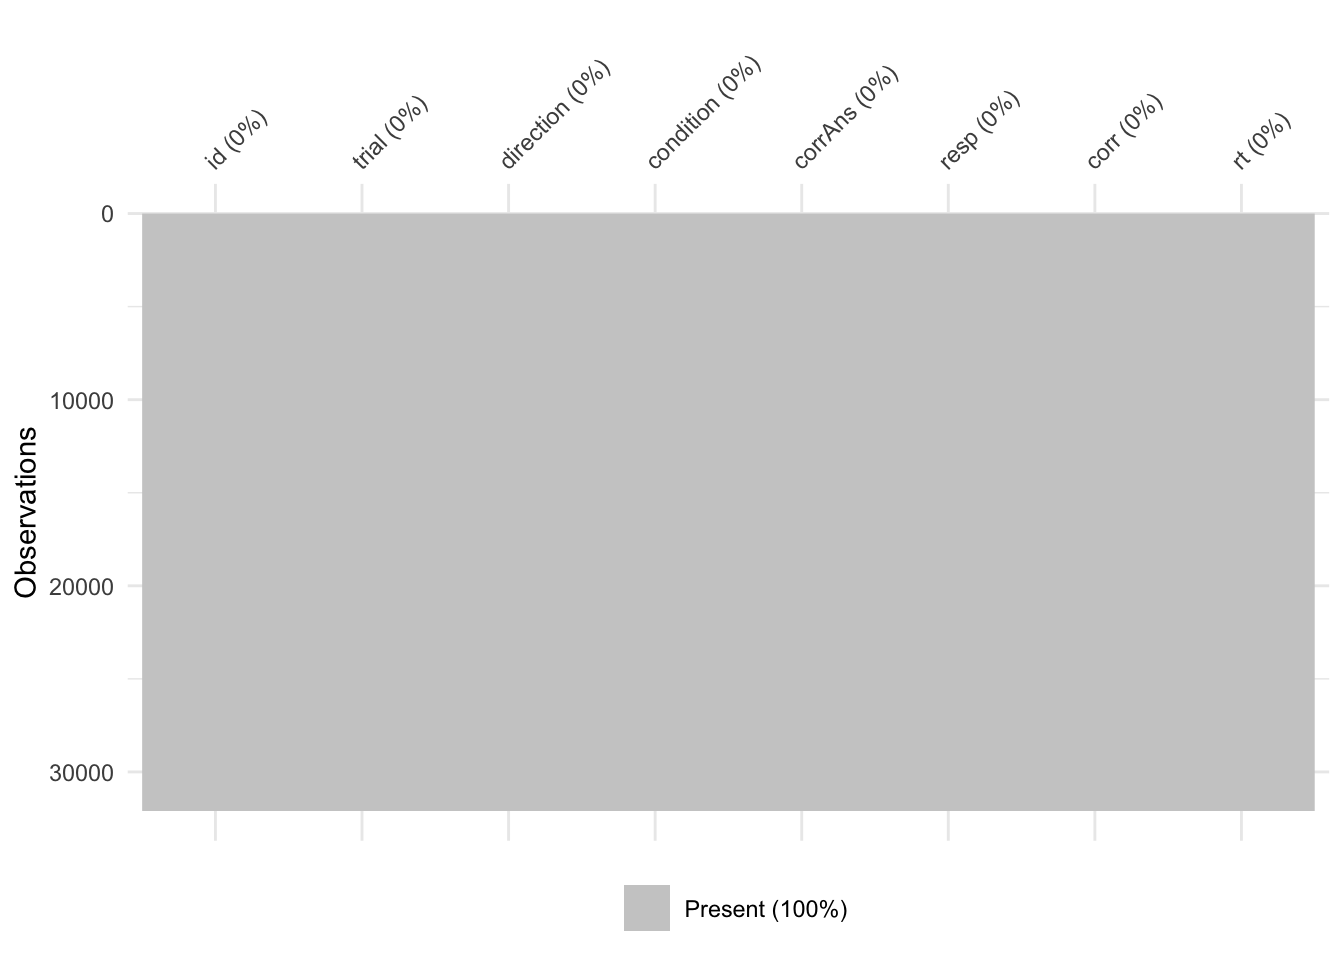 id (0%)
trial (0%)
direction (0%)
condition (0%)
corrAns (0%)
resp (0%)
corr (0%)
rt (0%)
0
10000
20000
30000
Observations
Present (100%)